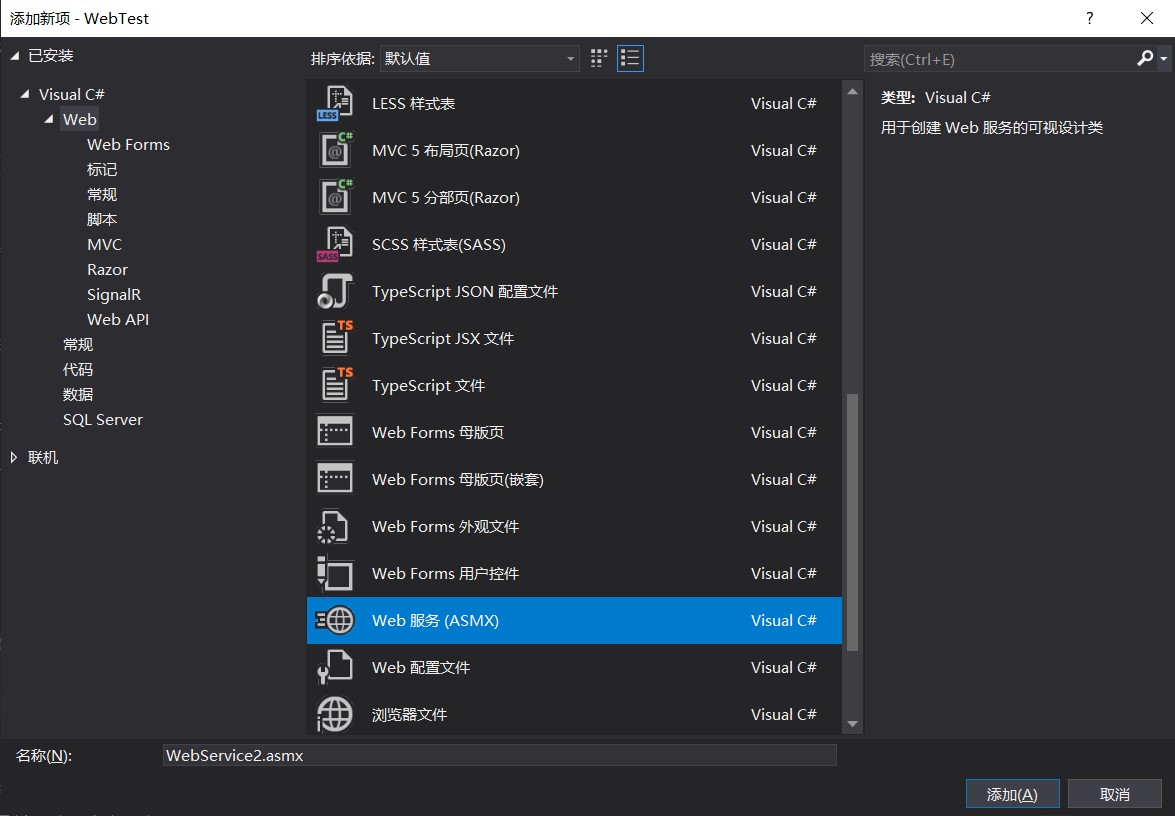 添加新项 - WebTest
?
已安装
排序依据: 默认值
搜索(Ctrl+E)
Visual C#
Web
Web Forms
标记
常规
脚本
MVC
Razor
SignalR
Web API
常规
代码
数据
SQL Server
联机
LESS LESS 样式表 Visual C#
C# @ MVC 5 布局页(Razor) Visual C#
C# @ MVC 5 分部页(Razor) Visual C#
SASS SCSS 样式表(SASS) Visual C#
TypeScript JSON 配置文件 Visual C#
TS TypeScript JSX 文件 Visual C#
TS TypeScript 文件 Visual C#
Web Forms 母版页 Visual C#
Web Forms 母版页(嵌套) Visual C#
Web Forms 外观文件 Visual C#
Web Forms 用户控件 Visual C#
Web 服务 (ASMX) Visual C#
Web 配置文件 Visual C#
浏览器文件 Visual C#
类型: Visual C#
用于创建 Web 服务的可视设计类
名称(N): WebService2.asmx
添加(A) 取消